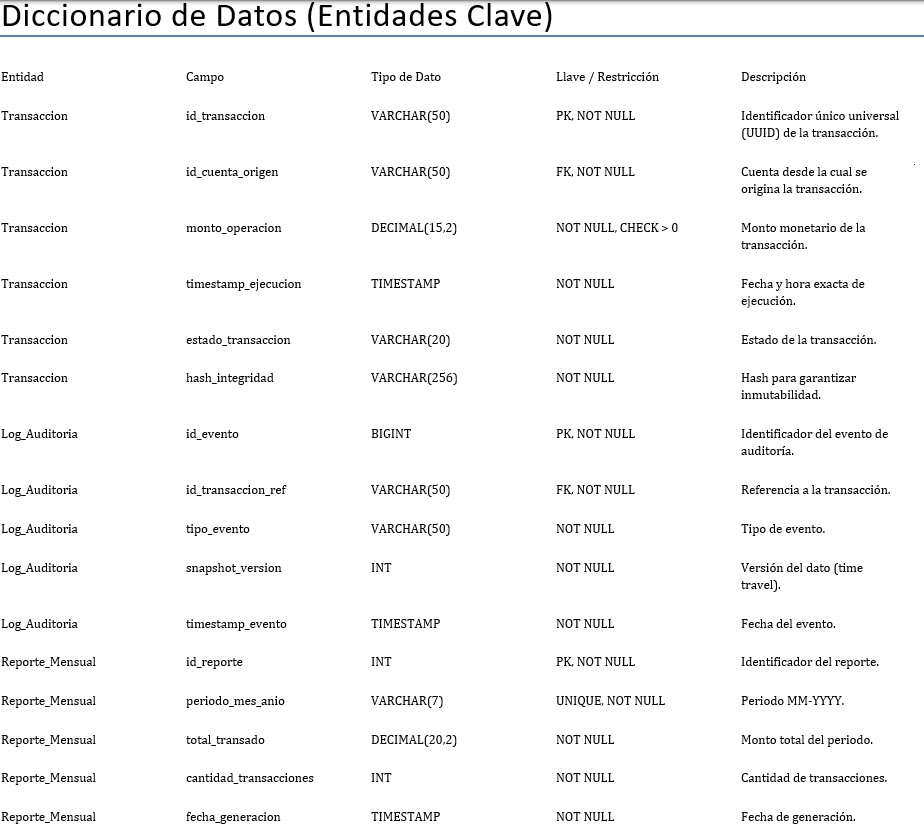 Diccionario de Datos (Entidades Clave)
Entidad Campo Tipo de Dato Llave / Restricción Descripción
Transaccion id_transaccion VARCHAR(50) PK, NOT NULL Identificador único universal
(UUID) de la transacción.
Transaccion id_cuenta_origen VARCHAR(50) FK, NOT NULL Cuenta desde la cual se
origina la transacción.
Transaccion monto_operacion DECIMAL(15,2) NOT NULL, CHECK > 0 Monto monetario de la
transacción.
Transaccion timestamp_ejecucion TIMESTAMP NOT NULL Fecha y hora exacta de
ejecución.
Transaccion estado_transaccion VARCHAR(20) NOT NULL Estado de la transacción.
Transaccion hash_integridad VARCHAR(256) NOT NULL Hash para garantizar
inmutabilidad.
Log_Auditoria id_evento BIGINT PK, NOT NULL Identificador del evento de
auditoría.
Log_Auditoria id_transaccion_ref VARCHAR(50) FK, NOT NULL Referencia a la transacción.
Log_Auditoria tipo_evento VARCHAR(50) NOT NULL Tipo de evento.
Log_Auditoria snapshot_version INT NOT NULL Versión del dato (time
travel).
Log_Auditoria timestamp_evento TIMESTAMP NOT NULL Fecha del evento.
Reporte_Mensual id_reporte INT PK, NOT NULL Identificador del reporte.
Reporte_Mensual periodo_mes_anio VARCHAR(7) UNIQUE, NOT NULL Periodo MM-YYYY.
Reporte_Mensual total_transado DECIMAL(20,2) NOT NULL Monto total del periodo.
Reporte_Mensual cantidad_transacciones INT NOT NULL Cantidad de transacciones.
Reporte_Mensual fecha_generacion TIMESTAMP NOT NULL Fecha de generación.